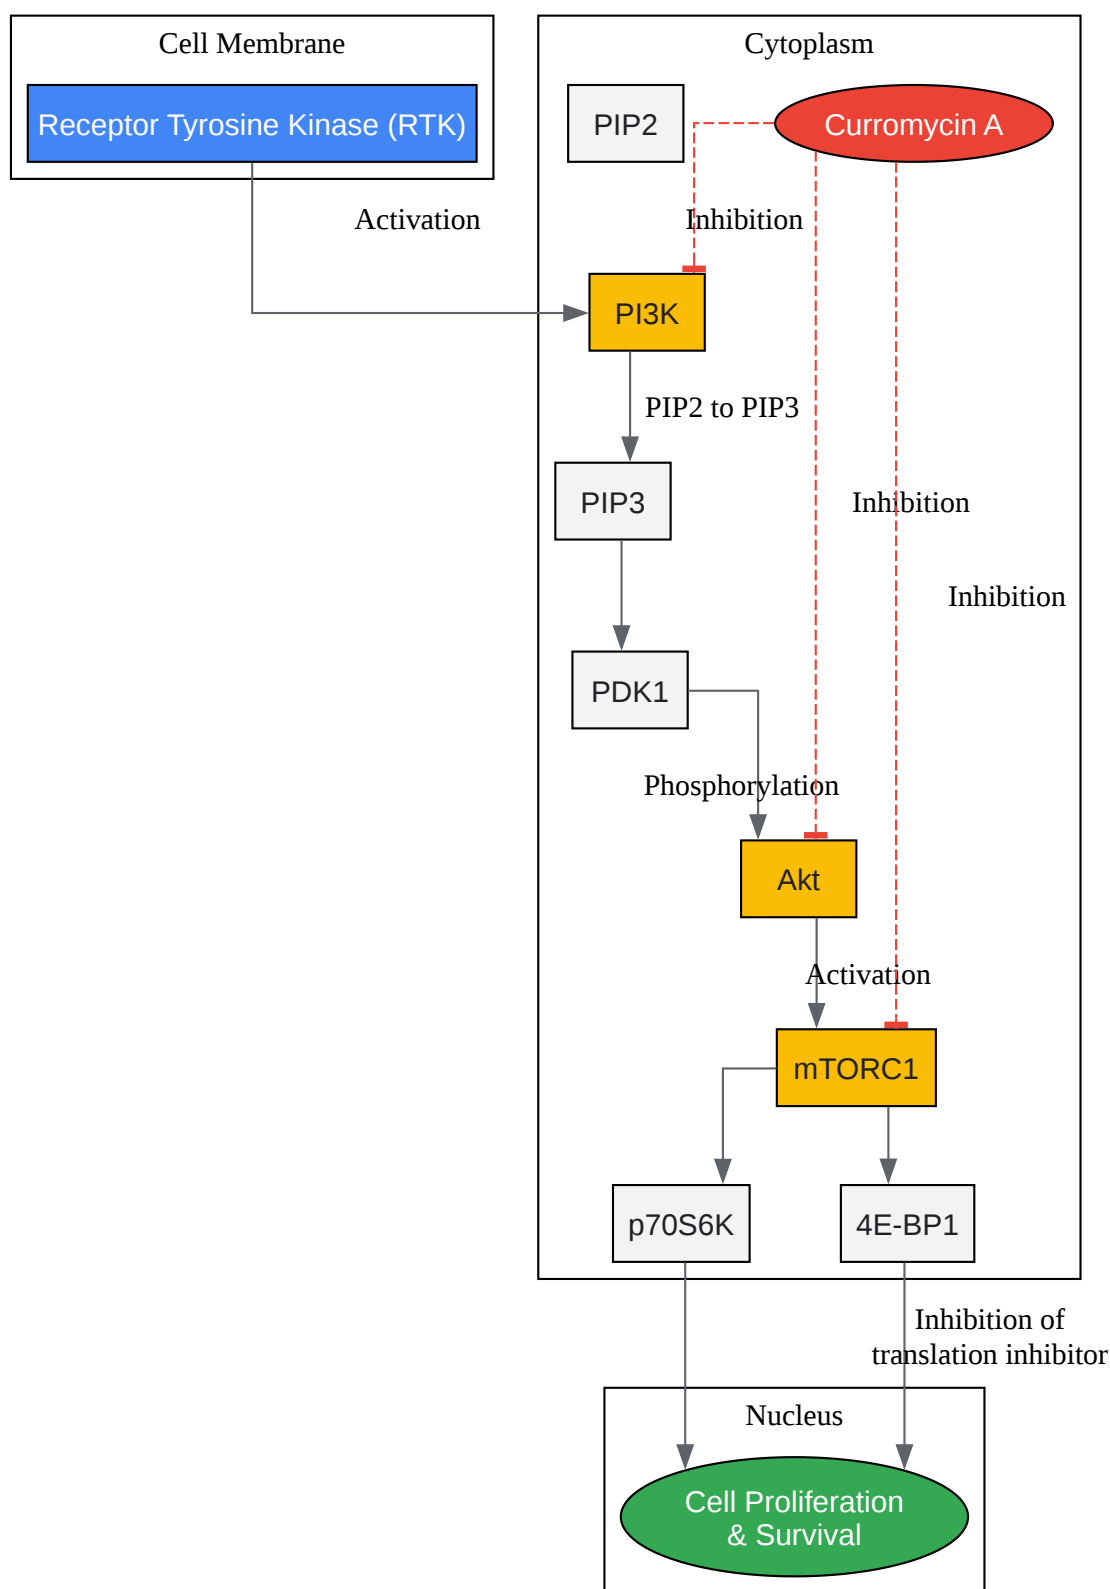 Cell Membrane
Receptor Tyrosine Kinase (RTK)
Cytoplasm
PIP2
Curromycin A
Activation
Inhibition
PI3K
PIP2 to PIP3
PIP3
Inhibition
Inhibition
PDK1
Phosphorylation
Akt
Activation
mTORC1
p70S6K
4E-BP1
Inhibition of
translation inhibitor
Nucleus
Cell Proliferation
& Survival